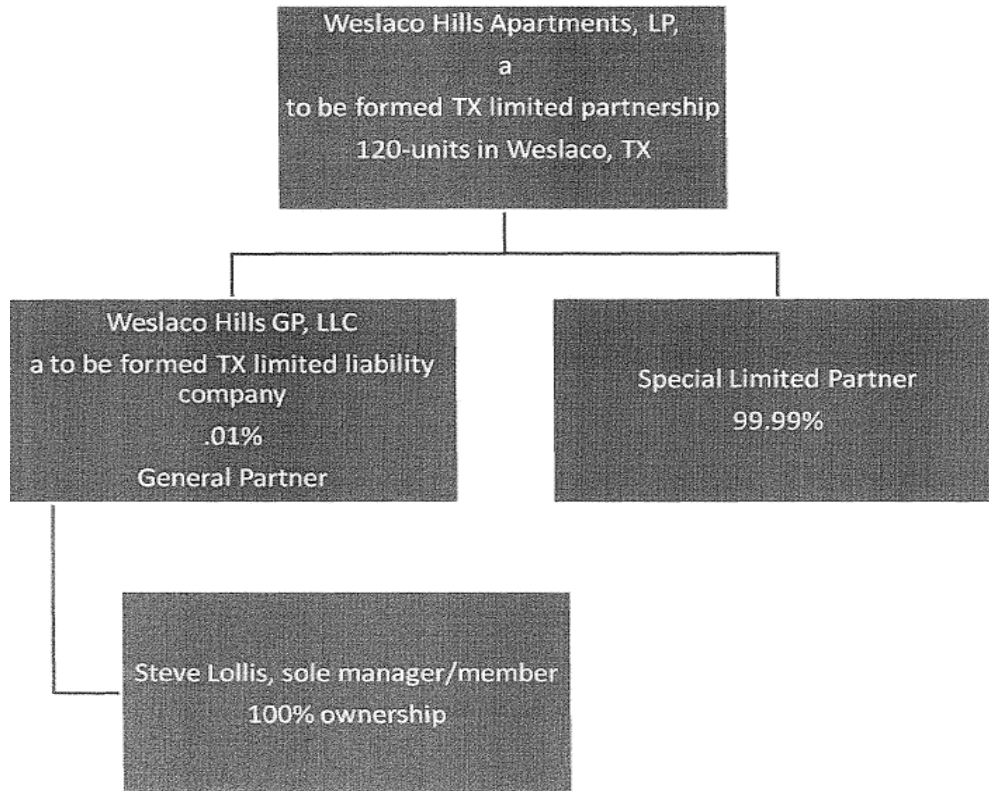 Weslaco Hills Apartments, LP,
a
to be formed TX limited partnership
120-units in Weslaco, TX
Weslaco Hills GP, LLC
a to be formed TX limited liability
company
.01%
General Partner
Special Limited Partner
99.99%
Steve Lollis, sole manager/member
100% ownership